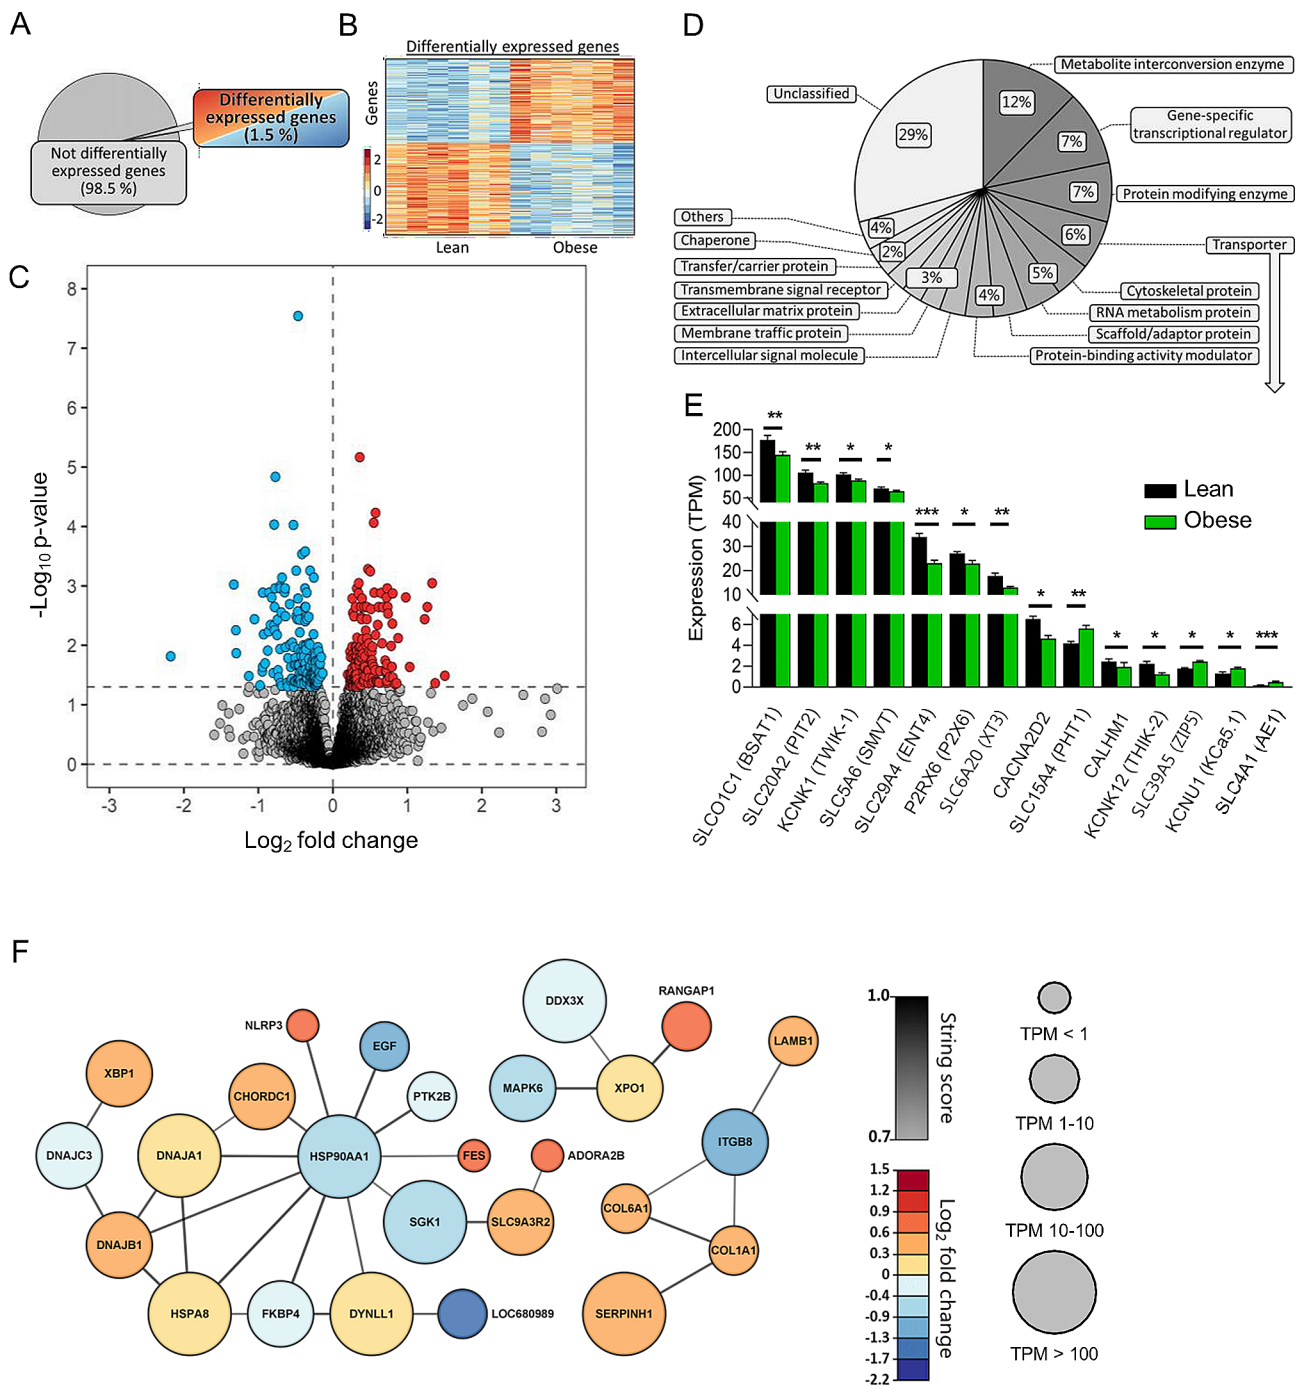 A
Not differentially
expressed genes
(98.5 %)
Differentially
expressed genes
(1.5 %)
B
Differentially expressed genes
Genes
2
0
-2
Lean
Obese
D
Unclassified
Metabolite interconversion enzyme
Gene-specific
transcriptional regulator
Protein modifying enzyme
Transporter
Cytoskeletal protein
RNA metabolism protein
Scaffold/adaptor protein
Protein-binding activity modulator
Others
Chaperone
Transfer/carrier protein
Transmembrane signal receptor
Extracellular matrix protein
Membrane traffic protein
Intercellular signal molecule
12%
7%
7%
6%
5%
4%
3%
2%
4%
29%
C
-Log10 p-value
8
7
6
5
4
3
2
1
0
-3
-2
-1
0
1
2
3
Log2 fold change
E
Expression (TPM)
200
150
100
50
40
30
20
10
6
4
2
0
**
**
*
*
***
*
**
*
**
*
*
*
*
***
Lean
Obese
SLCO1C1 (BSAT1)
SLC20A2 (PIT2)
KCNK1 (TWIK-1)
SLC5A6 (SMVT)
SLC29A4 (ENT4)
P2RX6 (P2X6)
SLC6A20 (XT3)
CACNA2D2
SLC15A4 (PHT1)
CALHM1
KCNK12 (THIK-2)
SLC39A5 (ZIP5)
KCNU1 (KCa5.1)
SLC4A1 (AE1)
F
NLRP3
EGF
XBP1
CHORDC1
PTK2B
DNAJC3
DNAJA1
HSP90AA1
FES
ADORA2B
SGK1
SLC9A3R2
DNAJB1
HSPA8
FKBP4
DYNLL1
LOC680989
DDX3X
RANGAP1
MAPK6
XPO1
LAMB1
ITGB8
COL6A1
COL1A1
SERPINH1
1.0
0.7
String score
1.5
1.2
0.9
0.6
0.3
0
-0.4
-0.9
-1.3
-1.7
-2.2
Log2 fold change
TPM < 1
TPM 1-10
TPM 10-100
TPM > 100